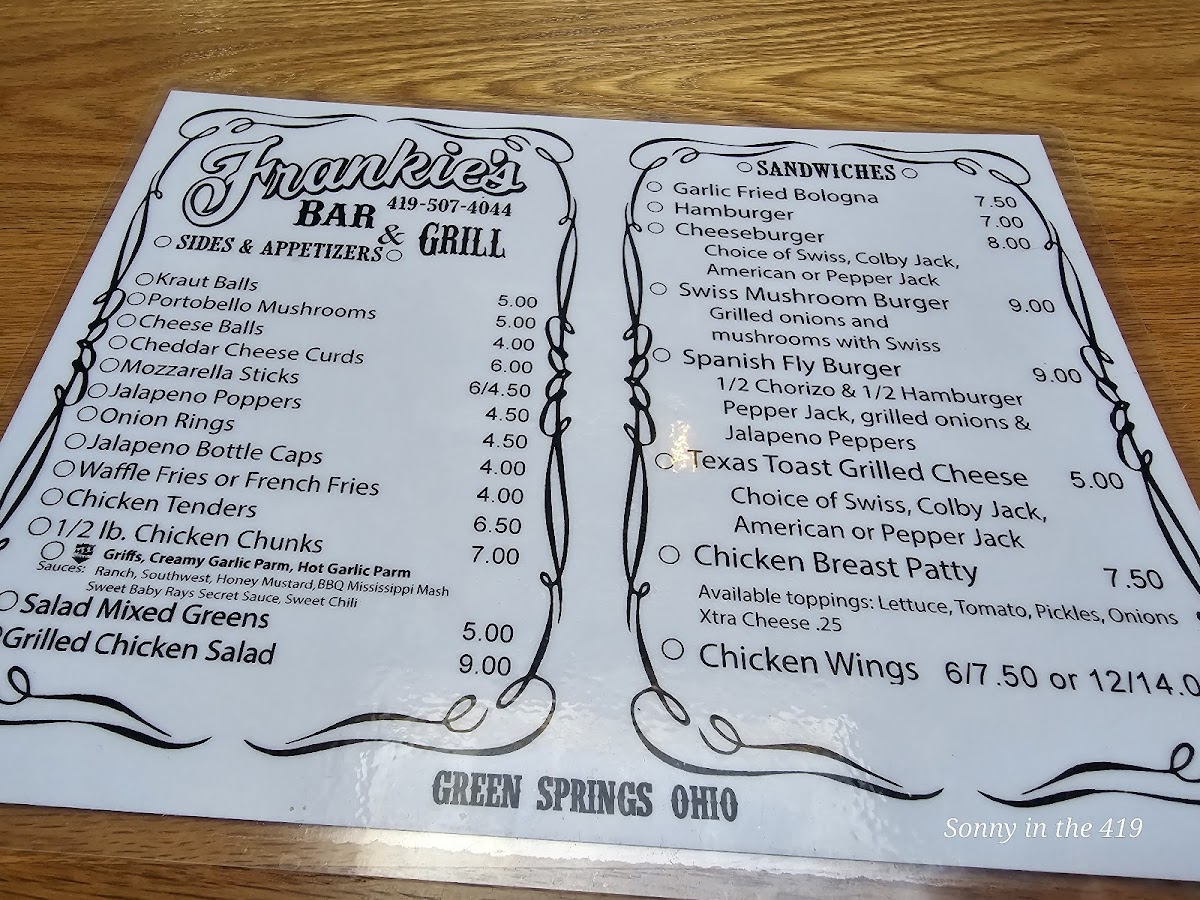 Frankie's
BAR & GRILL
419-507-4044
SIDES & APPETIZERS
Kraut Balls 5.00
Portobello Mushrooms 5.00
Cheese Balls 4.00
Cheddar Cheese Curds 6.00
Mozzarella Sticks 6/4.50
Jalapeno Poppers 4.50
Onion Rings 4.50
Jalapeno Bottle Caps 4.00
Waffle Fries or French Fries 4.00
Chicken Tenders 6.50
1/2 lb. Chicken Chunks 7.00
Griffs, Creamy Garlic Parm, Hot Garlic Parm
Sauces: Ranch, Southwest, Honey Mustard, BBQ Mississippi Mash
Sweet Baby Rays Secret Sauce, Sweet Chili
Salad Mixed Greens 5.00
Grilled Chicken Salad 9.00
SANDWICHES
Garlic Fried Bologna 7.50
Hamburger 7.00
Cheeseburger 8.00
Choice of Swiss, Colby Jack,
American or Pepper Jack
Swiss Mushroom Burger 9.00
Grilled onions and
mushrooms with Swiss
Spanish Fly Burger 9.00
1/2 Chorizo & 1/2 Hamburger
Pepper Jack, grilled onions &
Jalapeno Peppers
Texas Toast Grilled Cheese 5.00
Choice of Swiss, Colby Jack,
American or Pepper Jack
Chicken Breast Patty 7.50
Available toppings: Lettuce, Tomato, Pickles, Onions
Xtra Cheese .25
Chicken Wings 6/7.50 or 12/14.0
GREEN SPRINGS OHIO
Sonny in the 419